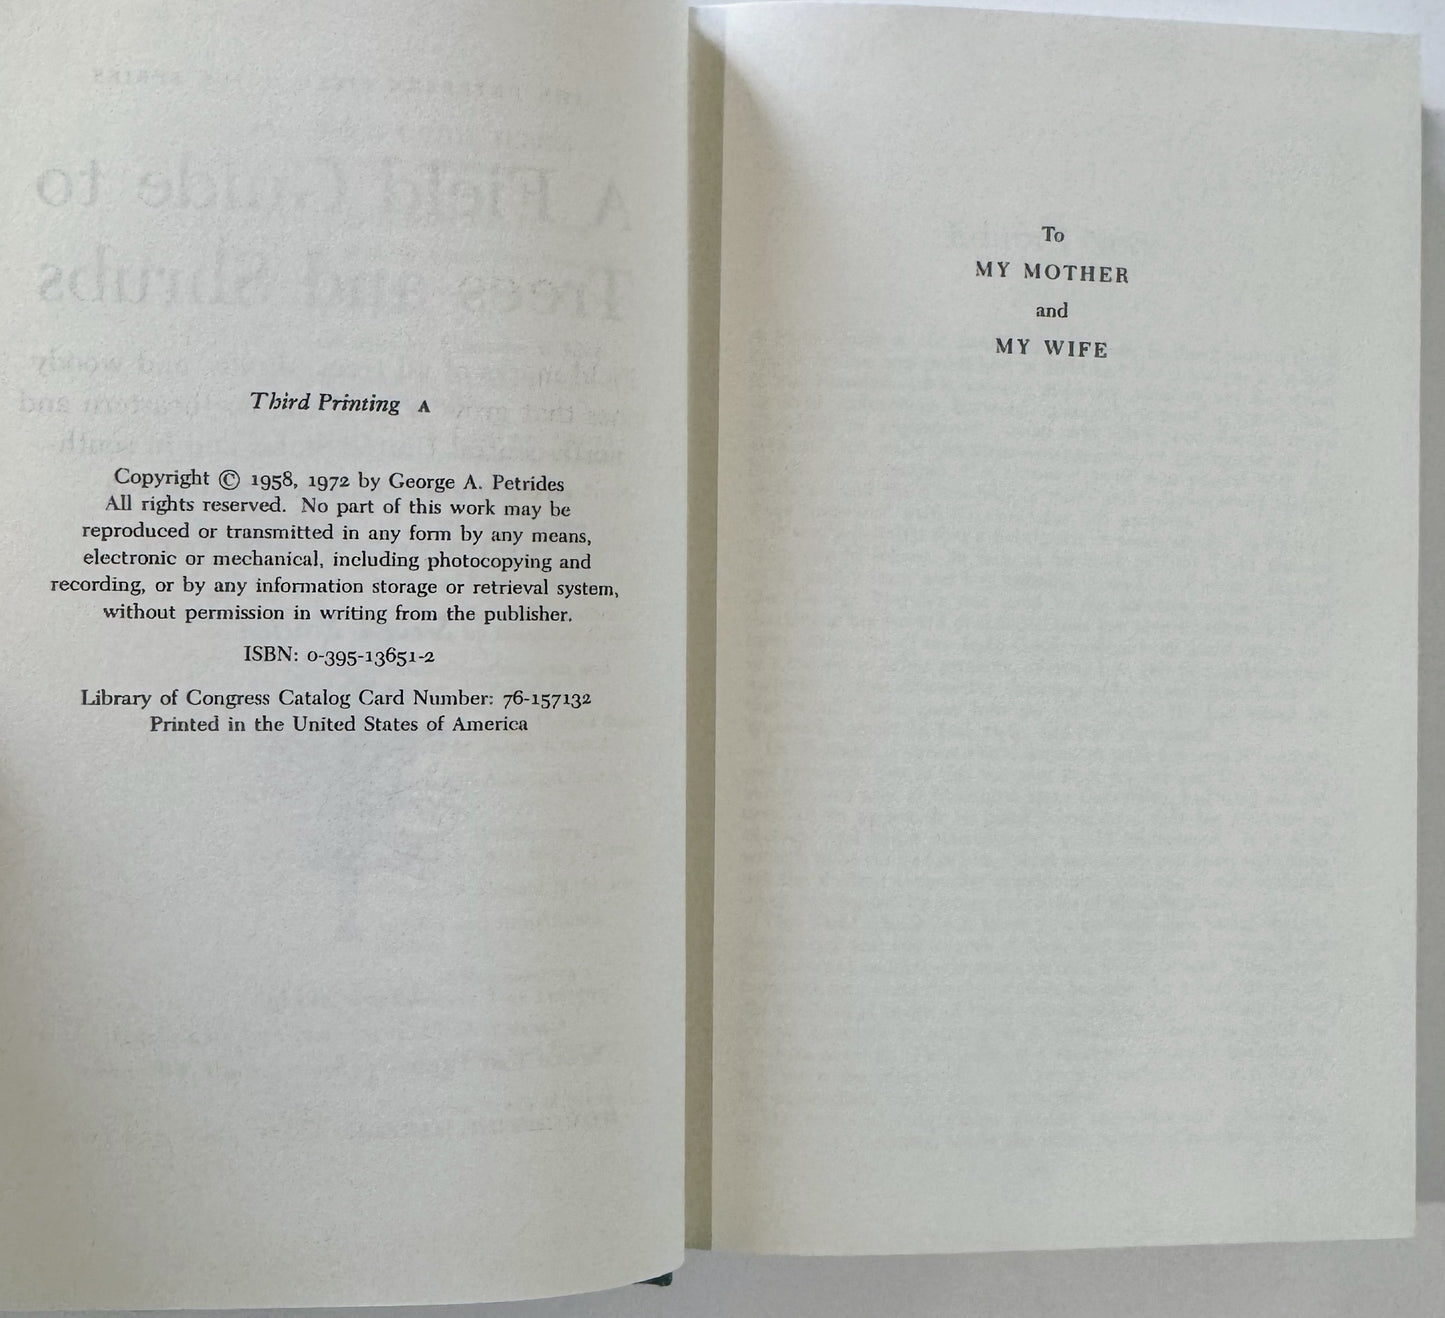 Third Printing A
Copyright © 1958, 1972 by George A. Petrides
All rights reserved. No part of this work may be
reproduced or transmitted in any form by any means,
electronic or mechanical, including photocopying and
recording, or by any information storage or retrieval system,
without permission in writing from the publisher.
ISBN: 0-395-13651-2
Library of Congress Catalog Card Number: 76-157132
Printed in the United States of America
To
MY MOTHER
and
MY WIFE